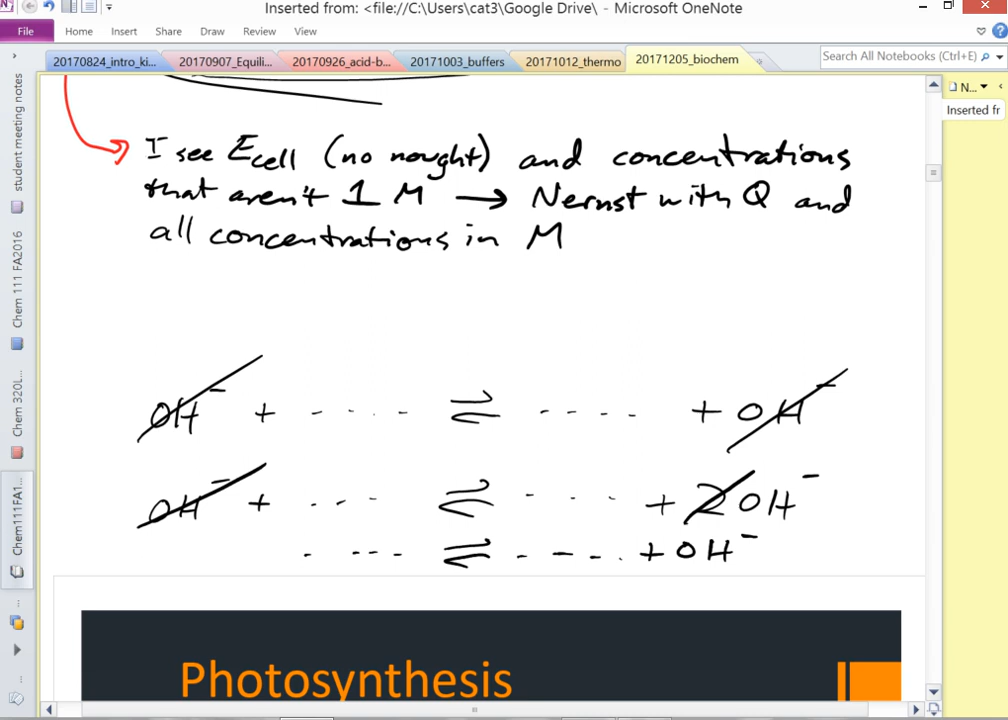 Inserted from: <file://C:\Users\cat3\Google Drive\ - Microsoft OneNote
File Home Insert Share Draw Review View
20170824_intro_ki... 20170907_Equili... 20170926_acid-b... 20171003_buffers 20171012_thermo 20171205_biochem Search All Notebooks (Ctrl+E) N...
Inserted fr
student meeting notes
Chem 111 FA2016
Chem 320L
Chem111FA1
I see Ecell (no nought) and concentrations
that aren't 1 M → Nernst with Q and
all concentrations in M
OH⁻ + .... ⇌ ..... + OH⁻
OH⁻ + ... ⇌ ... + 2OH⁻
.... ⇌ ..... + OH⁻
Photosynthesis